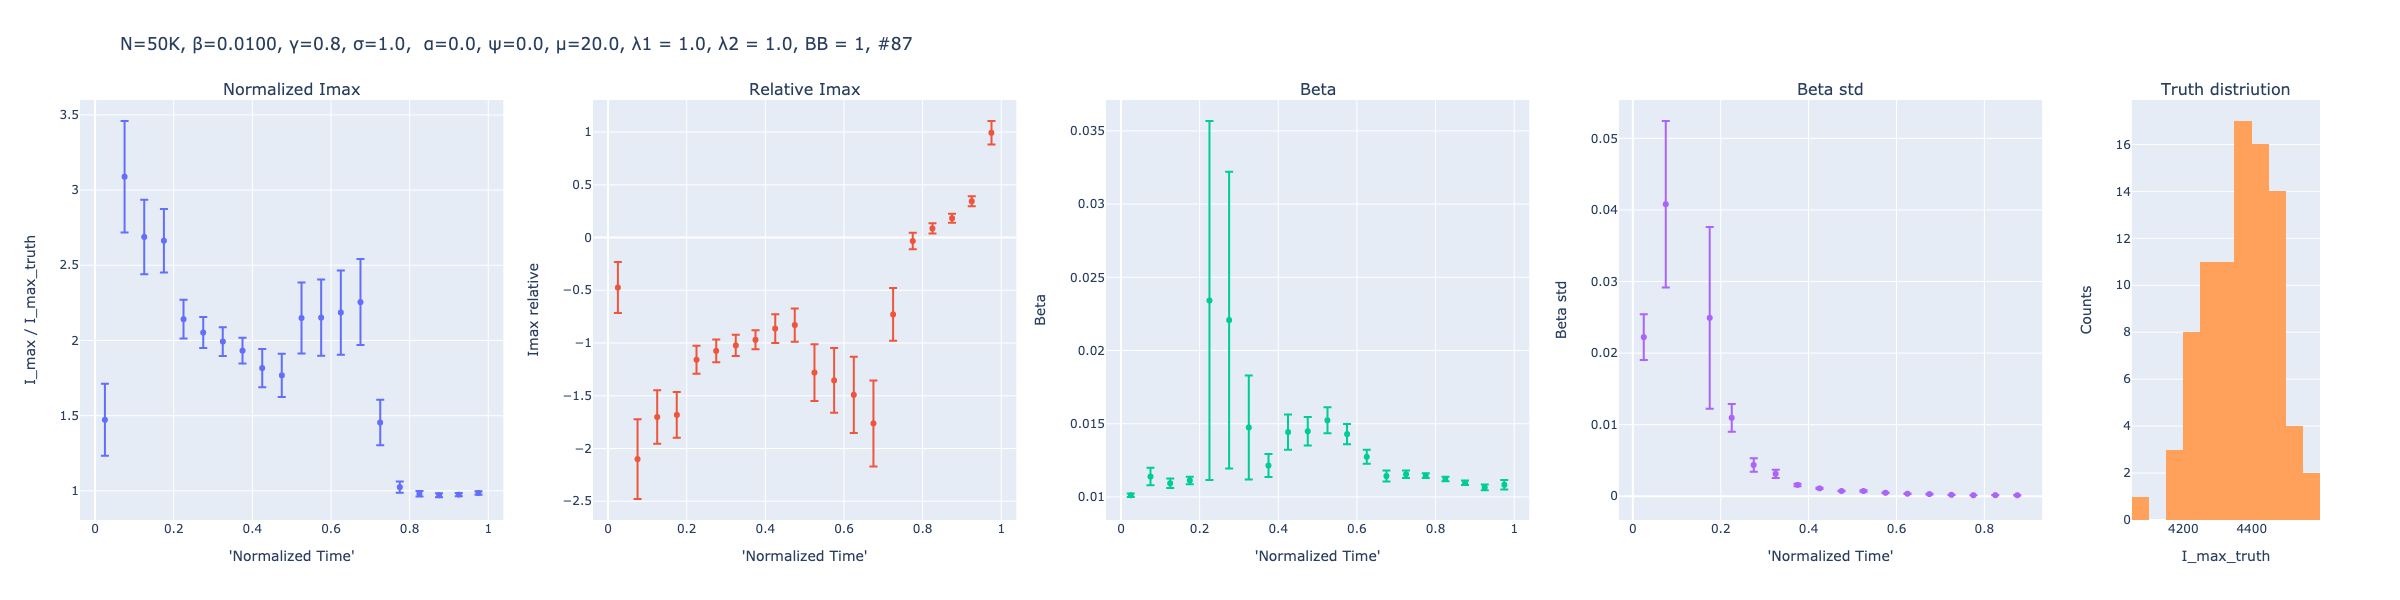 N=50K, β=0.0100, γ=0.8, σ=1.0,  α=0.0, ψ=0.0, μ=20.0, λ1 = 1.0, λ2 = 1.0, BB = 1, #87
Normalized Imax
3.5
3
2.5
2
1.5
1
0 0.2 0.4 0.6 0.8 1
I_max / I_max_truth
'Normalized Time'
Relative Imax
1
0.5
0
−0.5
−1
−1.5
−2
−2.5
0 0.2 0.4 0.6 0.8 1
Imax relative
'Normalized Time'
Beta
0.035
0.03
0.025
0.02
0.015
0.01
0 0.2 0.4 0.6 0.8 1
Beta
'Normalized Time'
Beta std
0.05
0.04
0.03
0.02
0.01
0
0 0.2 0.4 0.6 0.8
Beta std
'Normalized Time'
Truth distriution
16
14
12
10
8
6
4
2
0
4200 4400
Counts
I_max_truth